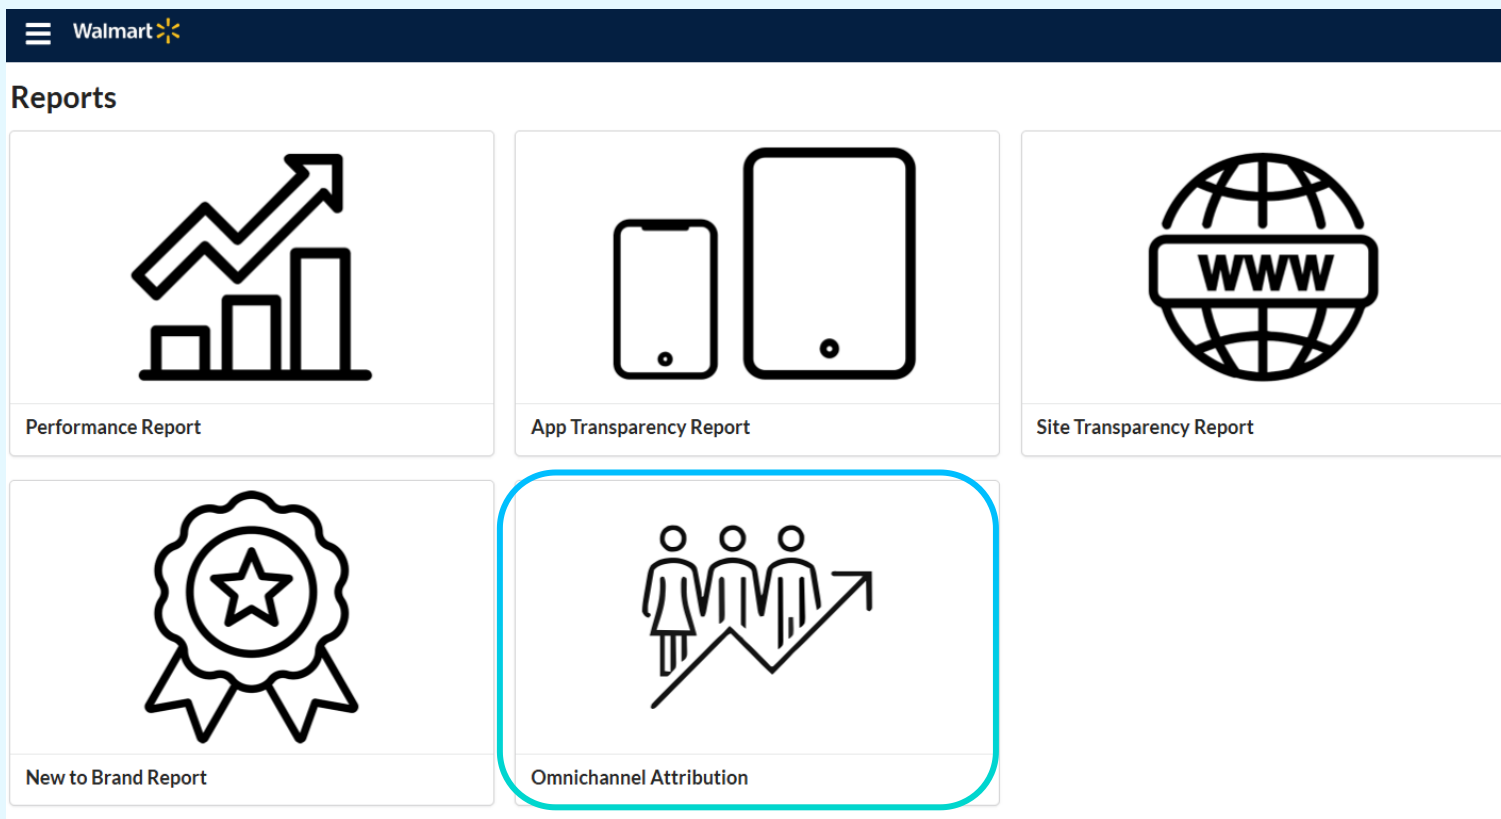 Walmart
Reports
WWW
Performance Report
App Transparency Report
Site Transparency Report
New to Brand Report
Omnichannel Attribution